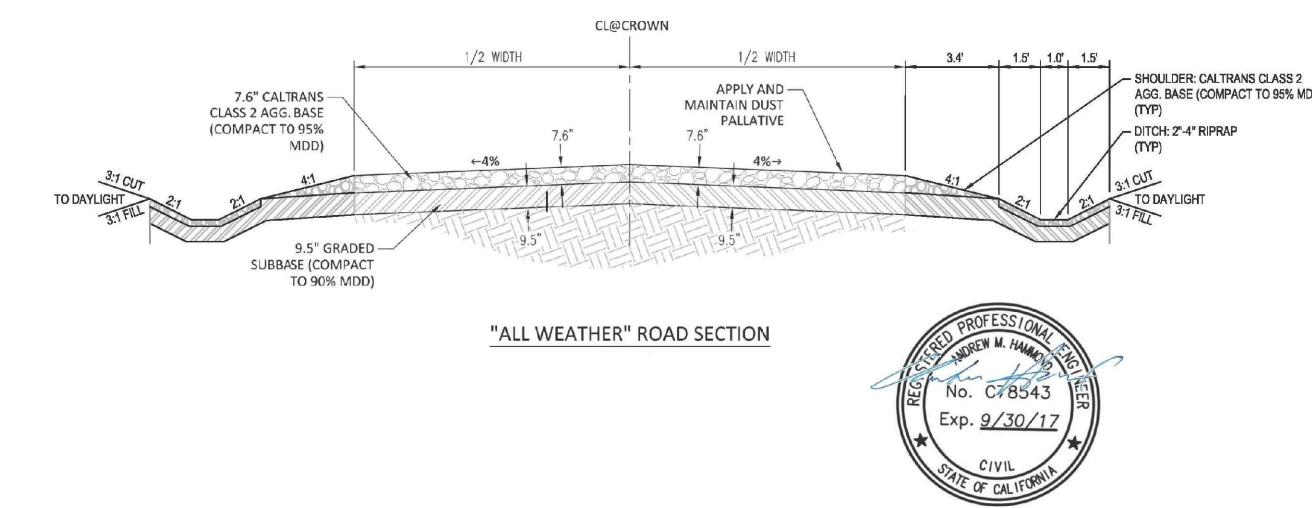 CL@CROWN
1/2 WIDTH
1/2 WIDTH
3.4'
1.5'
1.0'
1.5'
7.6" CALTRANS
CLASS 2 AGG. BASE
(COMPACT TO 95%
MDD)
APPLY AND
MAINTAIN DUST
PALLATIVE
SHOULDER: CALTRANS CLASS 2
AGG. BASE (COMPACT TO 95% MD
(TYP)
DITCH: 2"-4" RIPRAP
(TYP)
7.6"
7.6"
←4%
4%→
3:1 CUT
TO DAYLIGHT
3:1 FILL
2:1
2:1
4:1
4:1
2:1
2:1
3:1 CUT
TO DAYLIGHT
3:1 FILL
9.5"
9.5"
9.5" GRADED
SUBBASE (COMPACT
TO 90% MDD)
"ALL WEATHER" ROAD SECTION
REGISTERED PROFESSIONAL ENGINEER
ANDREW M. HAMMOND
No. C78543
Exp. 9/30/17
CIVIL
STATE OF CALIFORNIA